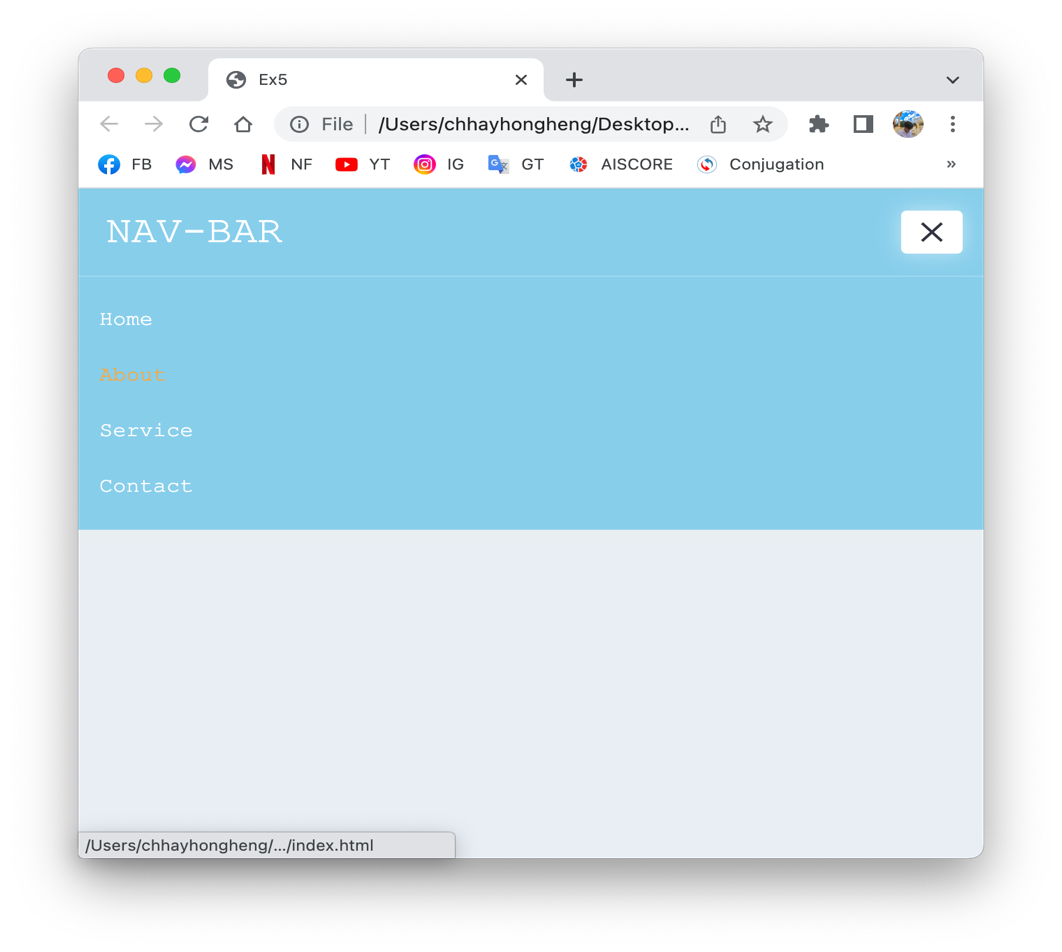 Ex5
File | /Users/chhayhongheng/Desktop...
FB MS NF YT IG GT AISCORE Conjugation »
NAV-BAR
Home
About
Service
Contact
/Users/chhayhongheng/.../index.html